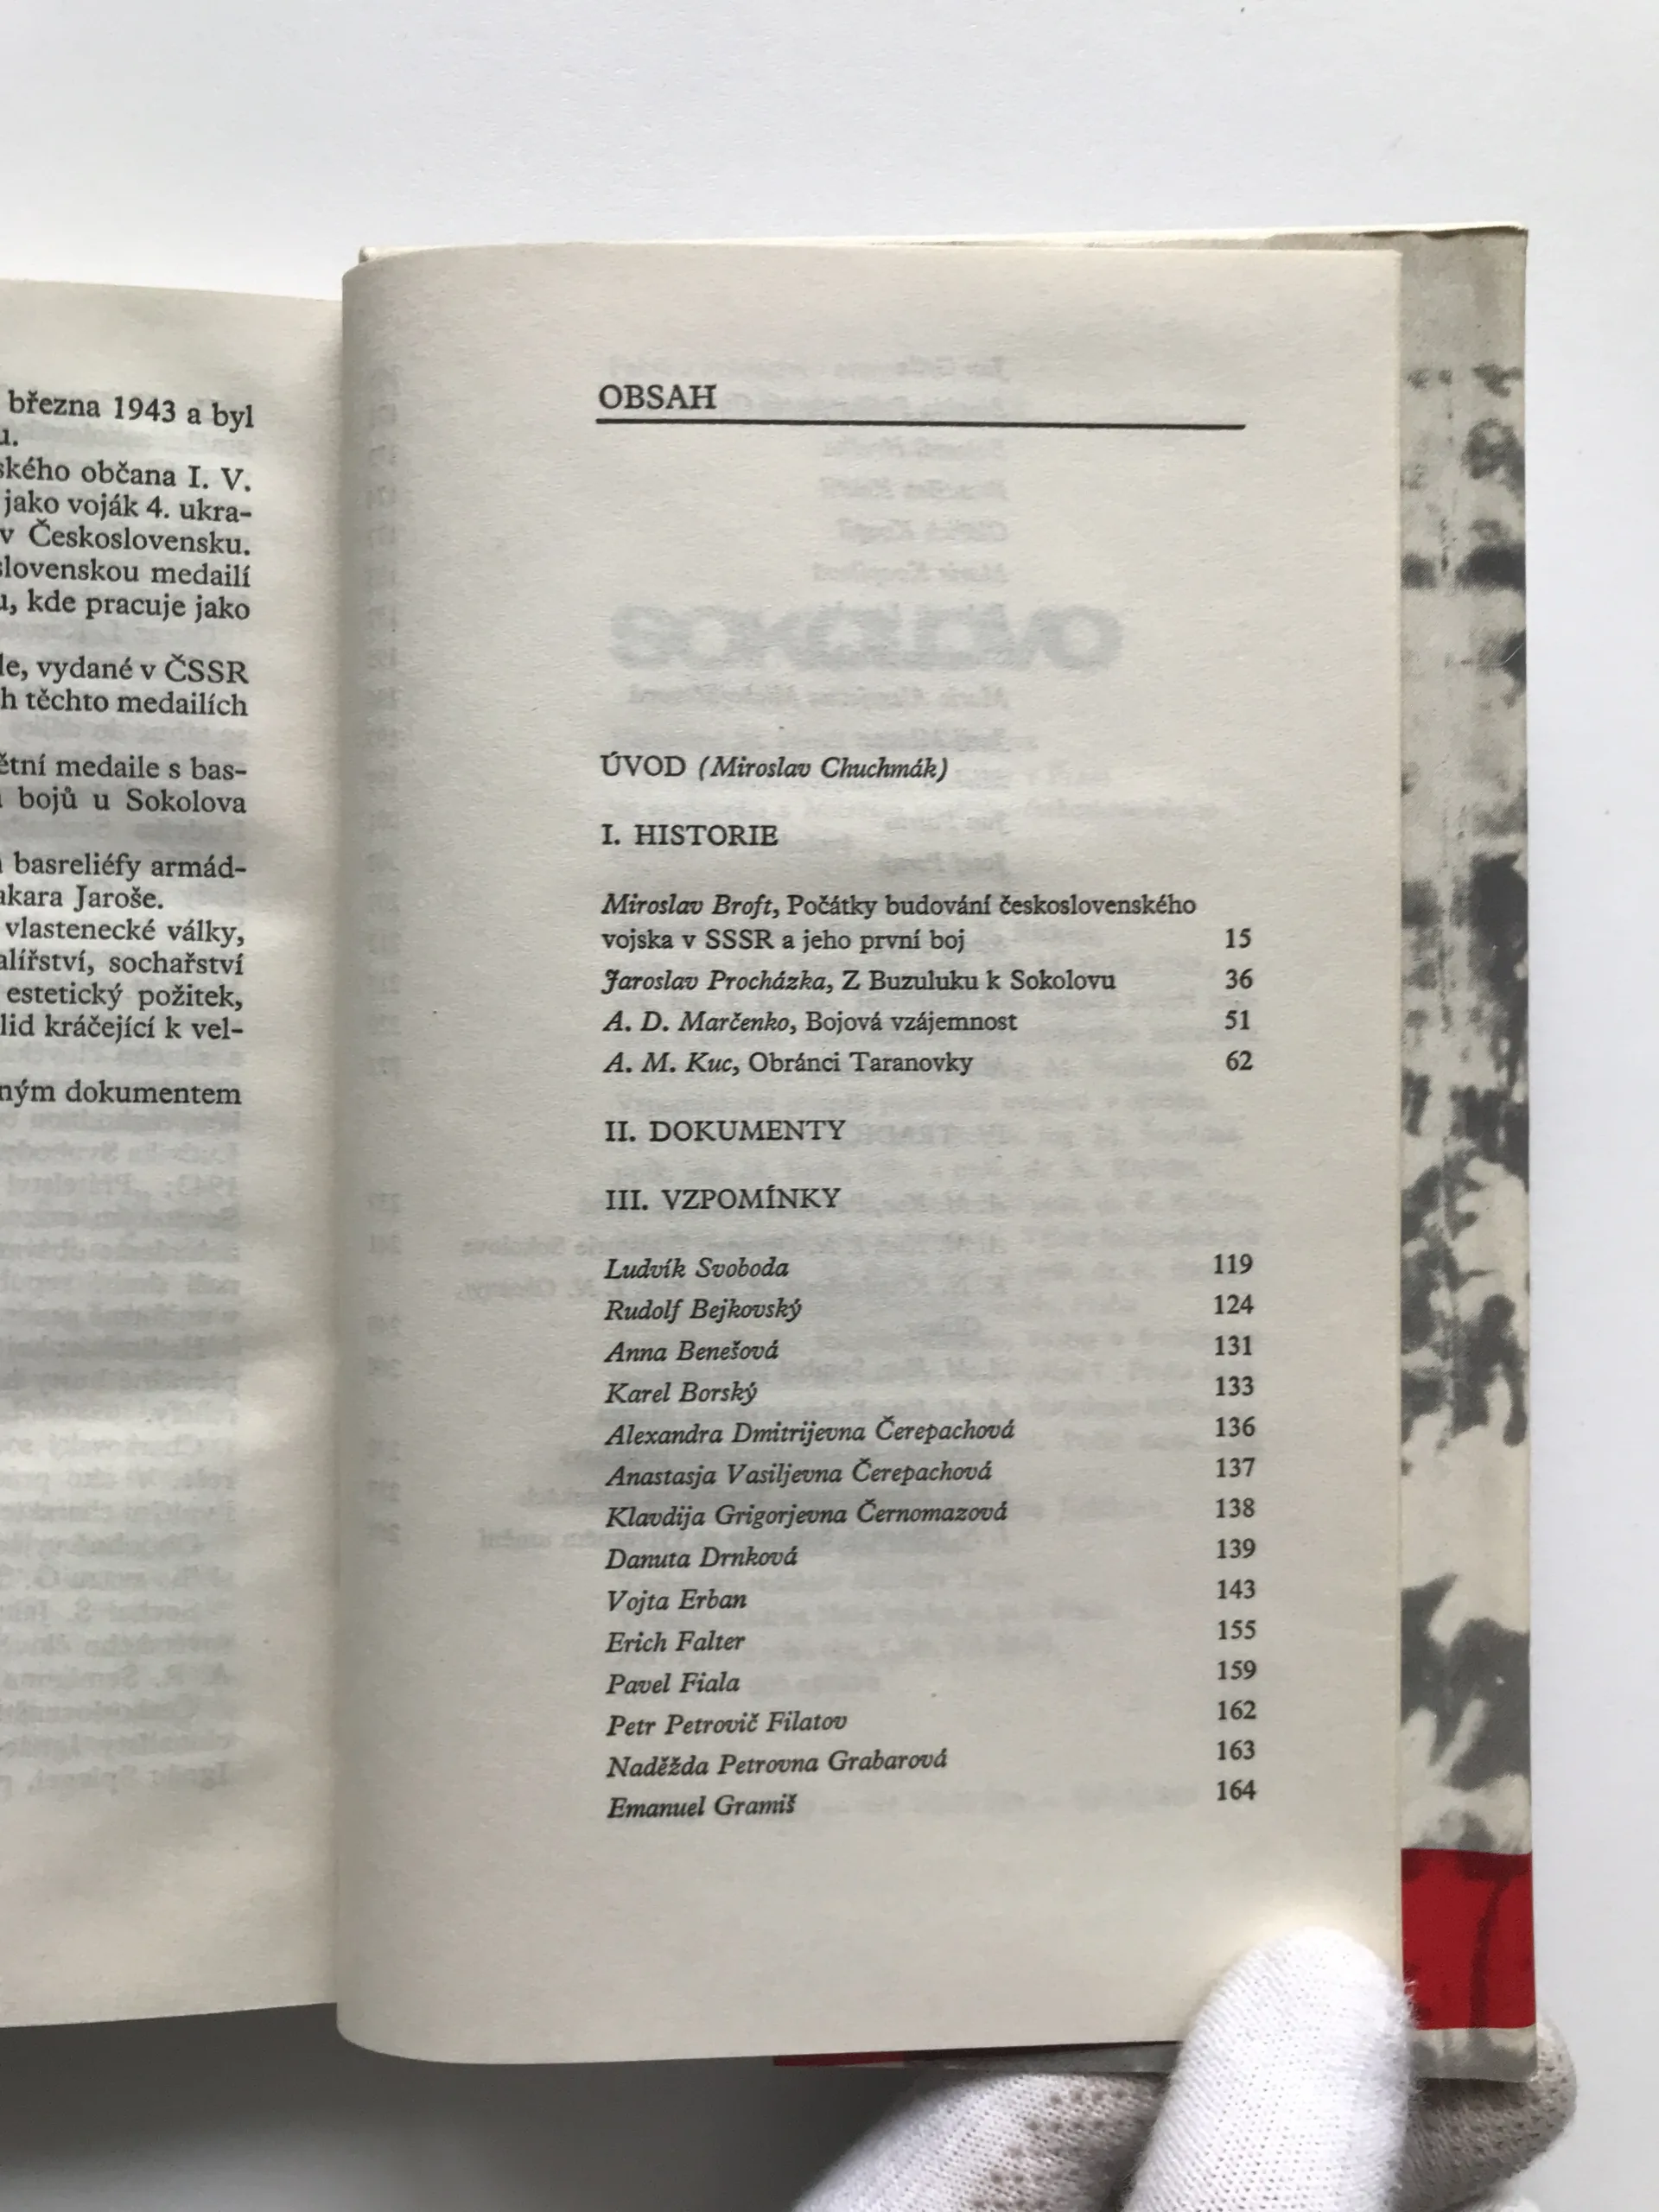 března 1943 a byl
u.
ského občana I. V.
jako voják 4. ukra-
v Československu.
slovenskou medailí
u, kde pracuje jako
le, vydané v ČSSR
h těchto medailích
ětní medaile s bas-
bojů u Sokolova
basreliéfy armád-
akara Jaroše.
vlastenecké války,
alířství, sochařství
estetický požitek,
lid kráčející k vel-
ným dokumentem
OBSAH
ÚVOD (Miroslav Chuchmák)
I. HISTORIE
Miroslav Broft, Počátky budování československého
vojska v SSSR a jeho první boj 15
Jaroslav Procházka, Z Buzuluku k Sokolovu 36
A. D. Marčenko, Bojová vzájemnost 51
A. M. Kuc, Obránci Taranovky 62
II. DOKUMENTY
III. VZPOMÍNKY
Ludvík Svoboda 119
Rudolf Bejkovský 124
Anna Benešová 131
Karel Borský 133
Alexandra Dmitrijevna Čerepachová 136
Anastasja Vasiljevna Čerepachová 137
Klavdija Grigorjevna Černomazová 138
Danuta Drnková 139
Vojta Erban 143
Erich Falter 155
Pavel Fiala 159
Petr Petrovič Filatov 162
Naděžda Petrovna Grabarová 163
Emanuel Gramiš 164